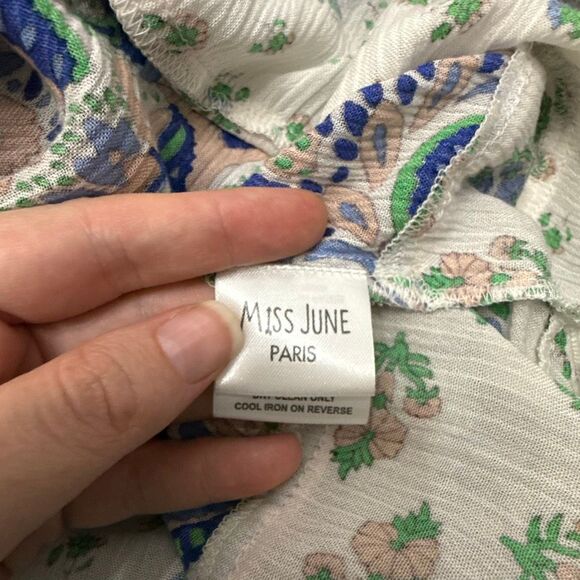 MISS JUNE
PARIS
DRY CLEAN ONLY
COOL IRON ON REVERSE